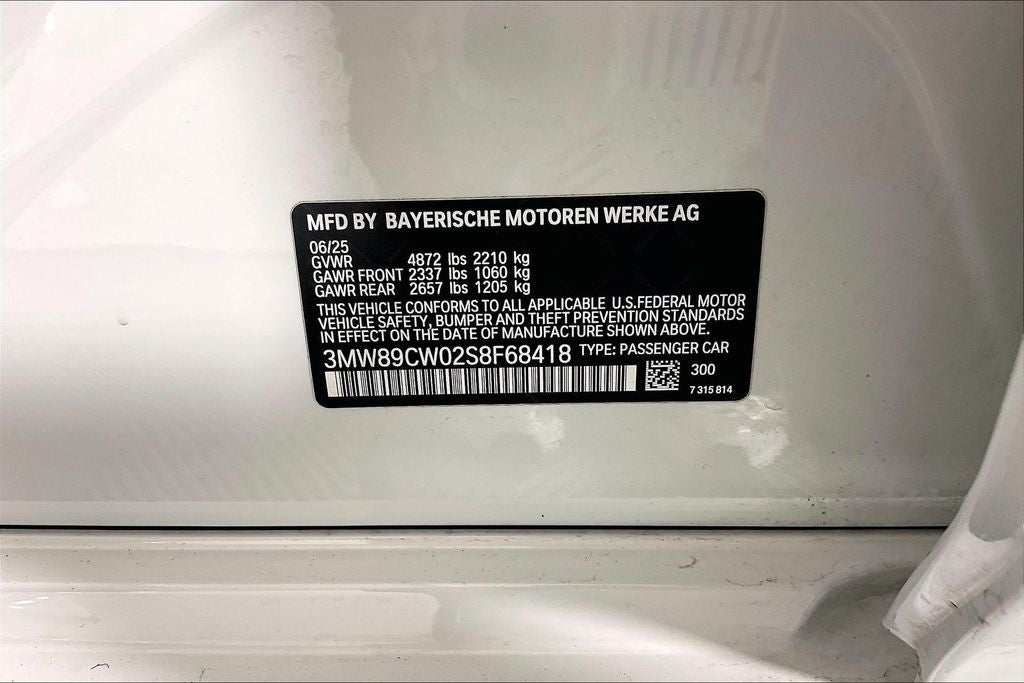 MFD BY BAYERISCHE MOTOREN WERKE AG
06/25
GVWR 4872 lbs 2210 kg
GAWR FRONT 2337 lbs 1060 kg
GAWR REAR 2657 lbs 1205 kg
THIS VEHICLE CONFORMS TO ALL APPLICABLE U.S.FEDERAL MOTOR
VEHICLE SAFETY, BUMPER AND THEFT PREVENTION STANDARDS
IN EFFECT ON THE DATE OF MANUFACTURE SHOWN ABOVE.
3MW89CW02S8F68418 TYPE: PASSENGER CAR
300
7 315 814